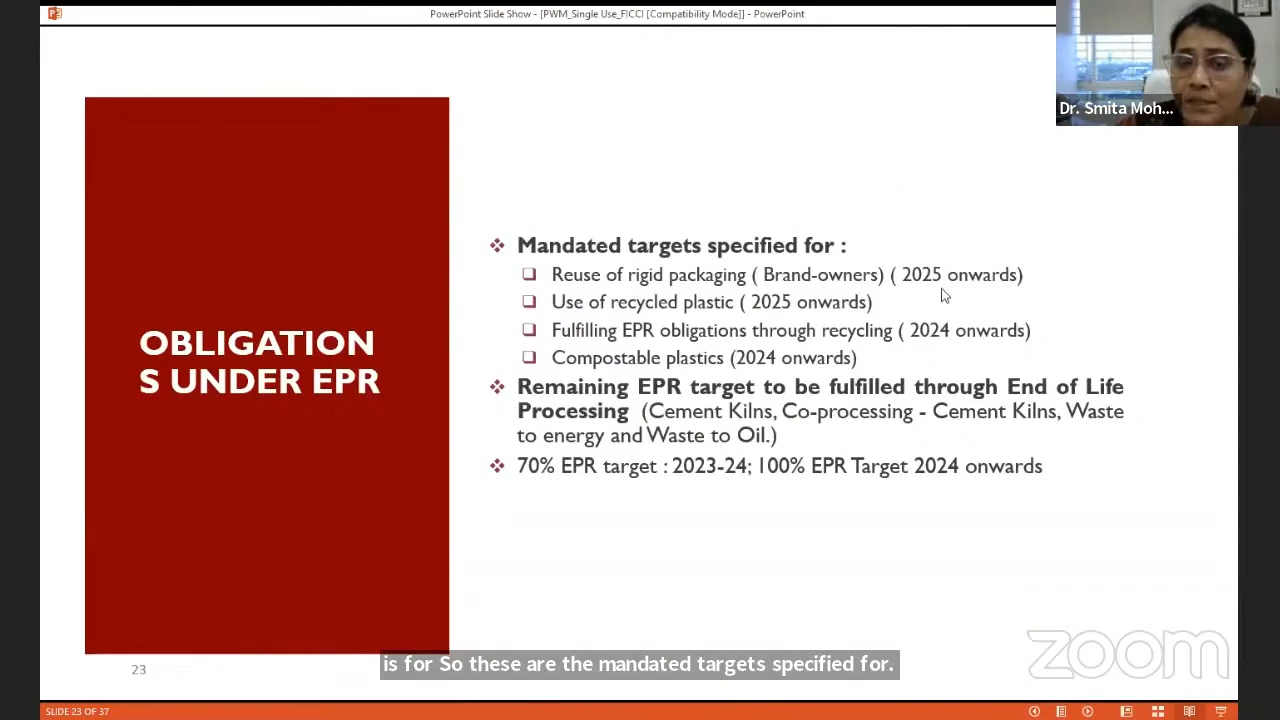 PowerPoint Slide Show - [PWM_Single Use_FICCI [Compatibility Mode]] - PowerPoint
Dr. Smita Moh...
OBLIGATION
S UNDER EPR
Mandated targets specified for :
Reuse of rigid packaging ( Brand-owners) ( 2025 onwards)
Use of recycled plastic ( 2025 onwards)
Fulfilling EPR obligations through recycling ( 2024 onwards)
Compostable plastics (2024 onwards)
Remaining EPR target to be fulfilled through End of Life
Processing (Cement Kilns, Co-processing - Cement Kilns, Waste
to energy and Waste to Oil.)
70% EPR target : 2023-24; 100% EPR Target 2024 onwards
zoom
23
is for So these are the mandated targets specified for.
SLIDE 23 OF 37